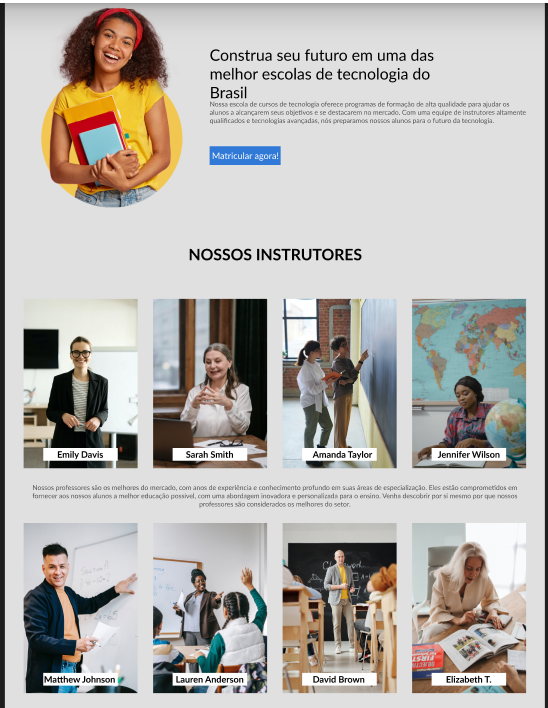 Construa seu futuro em uma das
melhor escolas de tecnologia do
Brasil
Nossa escola de cursos de tecnologia oferece programas de formação de alta qualidade para ajudar os
alunos a alcançarem seus objetivos e se destacarem no mercado. Com uma equipe de instrutores altamente
qualificados e tecnologias avançadas, nós preparamos nossos alunos para o futuro da tecnologia.
Matricular agora!
NOSSOS INSTRUTORES
Emily Davis
Sarah Smith
Amanda Taylor
Jennifer Wilson
Nossos professores são os melhores do mercado, com anos de experiência e conhecimento profundo em suas áreas de especialização. Eles estão comprometidos em
fornecer aos nossos alunos a melhor educação possível, com uma abordagem inovadora e personalizada para o ensino. Venha descobrir por si mesmo por que nossos
professores são considerados os melhores do setor.
Matthew Johnson
Lauren Anderson
David Brown
FIRST
Elizabeth T.